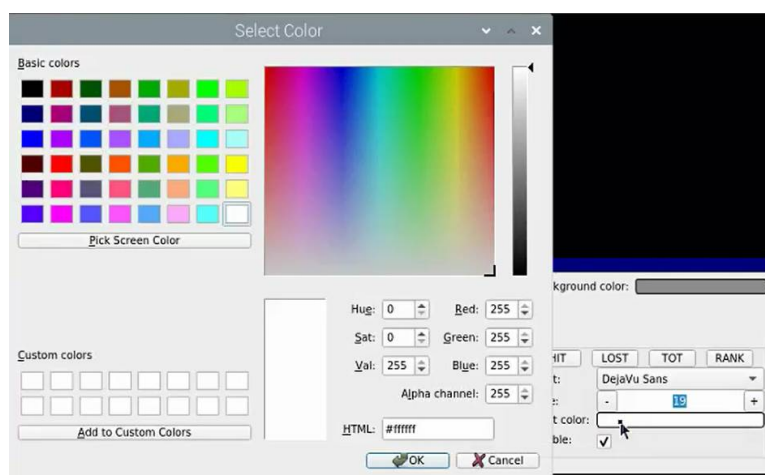 Select Color
Basic colors
Pick Screen Color
Hue: 0 Red: 255
Sat: 0 Green: 255
Val: 255 Blue: 255
Alpha channel: 255
Custom colors
HTML: #ffffff
Add to Custom Colors
OK Cancel
kground color:
HIT LOST TOT RANK
t: DejaVu Sans
e: - 19 +
t color:
ble: